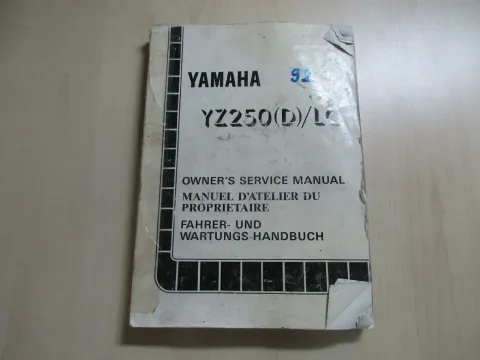 YAMAHA 92
YZ250(D)/LC
OWNER'S SERVICE MANUAL
MANUEL D'ATELIER DU
PROPRIETAIRE
FAHRER- UND
WARTUNGS-HANDBUCH